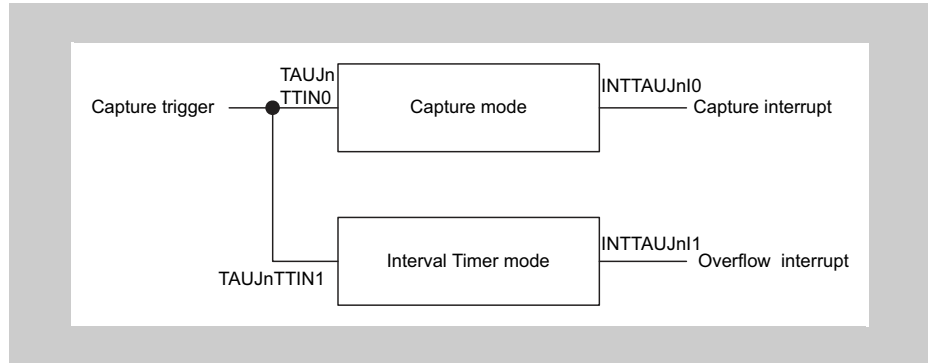 TAUJn
TTIN0
INTTAUJnI0
Capture trigger
Capture mode
Capture interrupt
INTTAUJnI1
Interval Timer mode
Overflow interrupt
TAUJnTTIN1